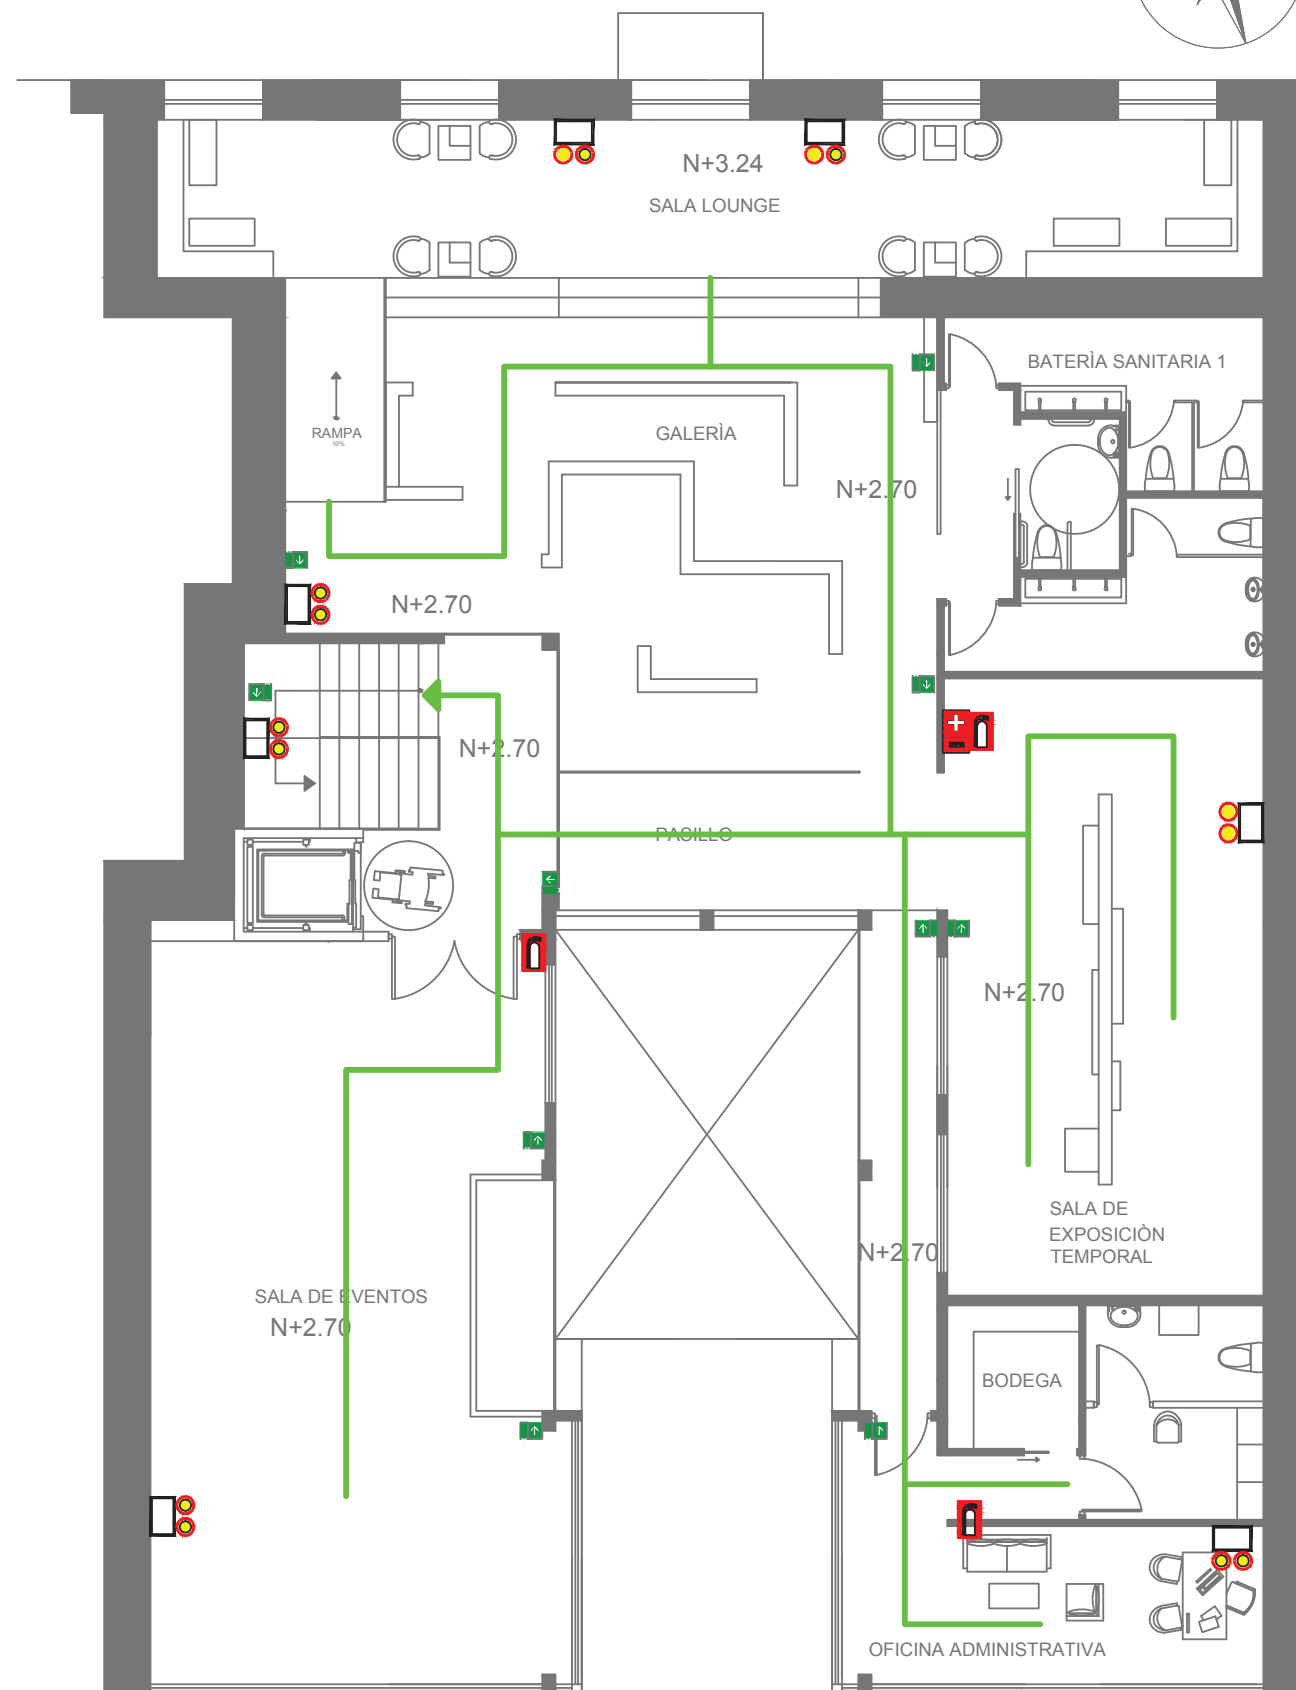 N+3.24
SALA LOUNGE
BATERÌA SANITARIA 1
RAMPA
10%
GALERÌA
N+2.70
N+2.70
N+2.70
PASILLO
N+2.70
SALA DE
EXPOSICIÒN
TEMPORAL
N+2.70
SALA DE EVENTOS
N+2.70
BODEGA
OFICINA ADMINISTRATIVA